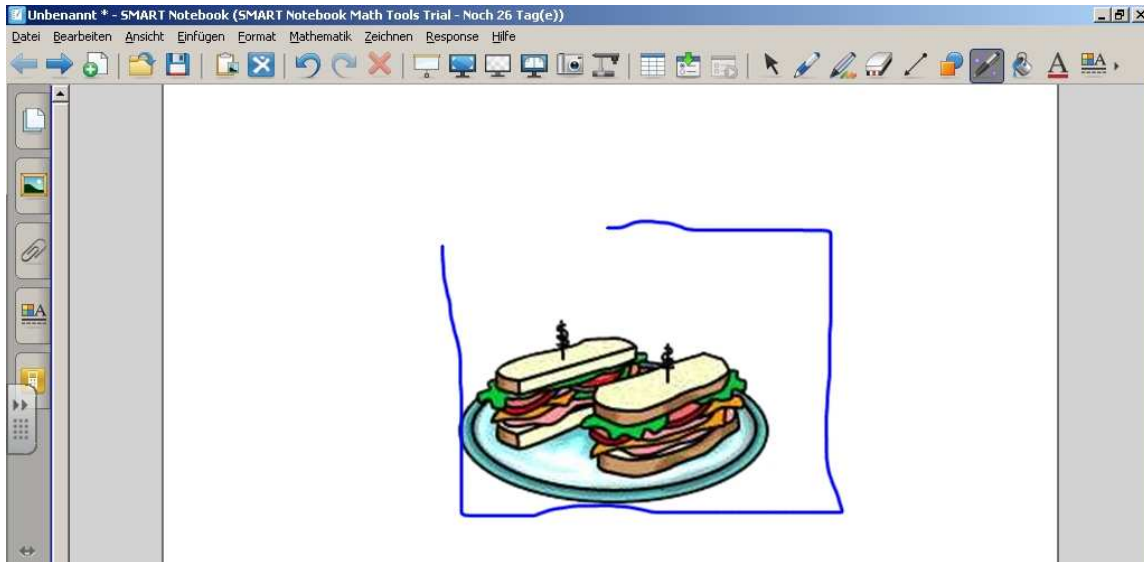 Unbenannt * - SMART Notebook (SMART Notebook Math Tools Trial - Noch 26 Tag(e))
Datei Bearbeiten Ansicht Einfügen Format Mathematik Zeichnen Response Hilfe